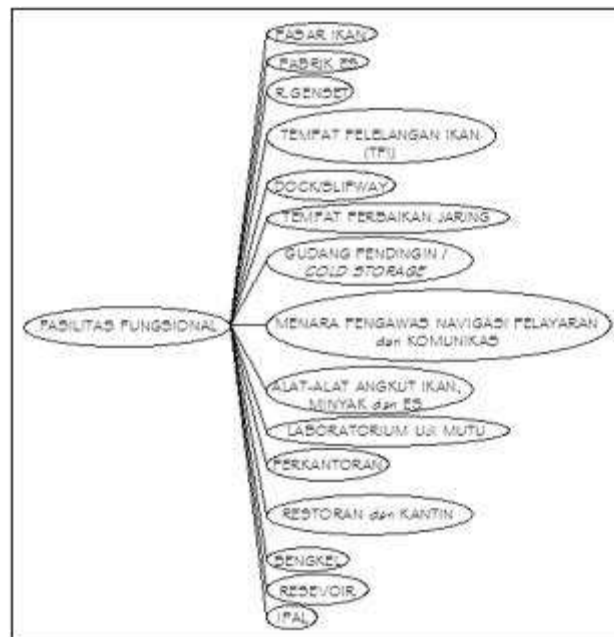 PASAR IKAN
PABRIK ES
R.GENSET
TEMPAT PELELANGAN IKAN
(TPI)
DOCK/SLIPWAY
TEMPAT PERBAIKAN JARING
GUDANG PENDINGIN /
COLD STORAGE
FASILITAS FUNGSIONAL
MENARA PENGAWAS NAVIGASI PELAYARAN
dan KOMUNIKAS
ALAT-ALAT ANGKUT IKAN,
MINYAK dan ES
LABORATORIUM UJI MUTU
PERKANTORAN
RESTORAN dan KANTIN
BENGKEL
RESEVOIR
IPAL